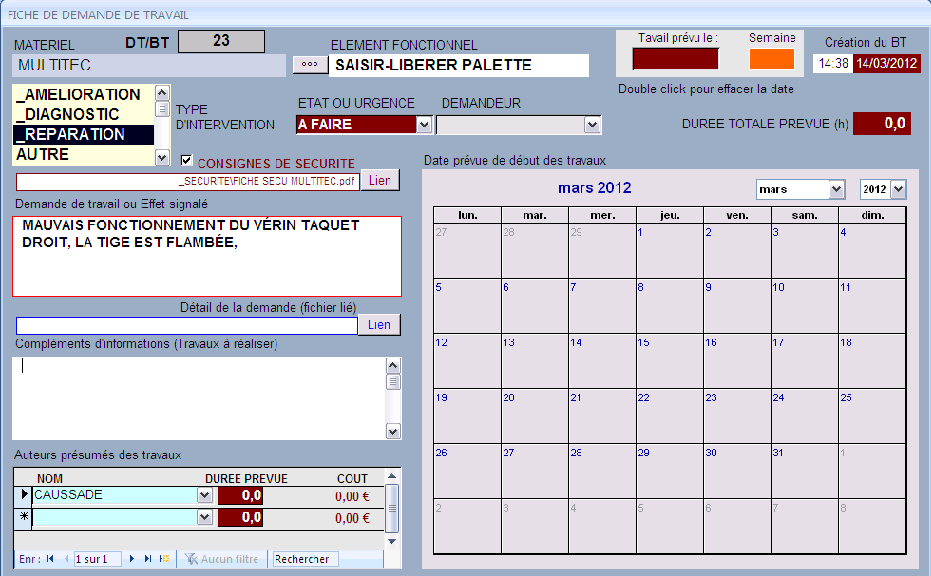 FICHE DE DEMANDE DE TRAVAIL
MATERIEL
DT/BT
23
MULTITEC
ELEMENT FONCTIONNEL
°°°
SAISIR-LIBERER PALETTE
Tavail prévu le :
Semaine
Création du BT
14:38 14/03/2012
Double click pour effacer la date
_AMELIORATION
_DIAGNOSTIC
_REPARATION
AUTRE
TYPE
D'INTERVENTION
ETAT OU URGENCE
A FAIRE
DEMANDEUR
DUREE TOTALE PREVUE (h)
0,0
CONSIGNES DE SECURITE
_SECURTE\FICHE SECU MULTITEC.pdf
Lien
Demande de travail ou Effet signalé
MAUVAIS FONCTIONNEMENT DU VÉRIN TAQUET
DROIT, LA TIGE EST FLAMBÉE,
Détail de la demande (fichier lié)
Lien
Compléments d'informations (Travaux à réaliser)
Auteurs présumés des travaux
NOM DUREE PREVUE COUT
CAUSSADE 0,0 0,00 €
* 0,0 0,00 €
Enr : 1 sur 1 Aucun filtre Rechercher
Date prévue de début des travaux
mars 2012
mars
2012
lun. mar. mer. jeu. ven. sam. dim.
27 28 29 1 2 3 4
5 6 7 8 9 10 11
12 13 14 15 16 17 18
19 20 21 22 23 24 25
26 27 28 29 30 31 1
2 3 4 5 6 7 8